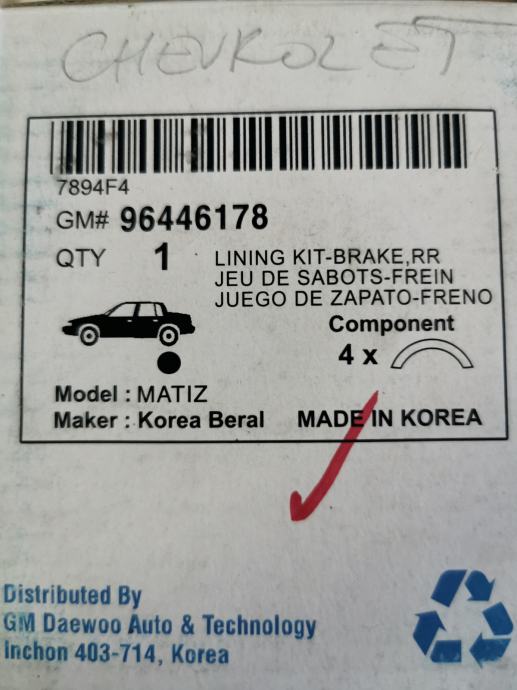 CHEVROLET
7894F4
GM# 96446178
QTY 1 LINING KIT-BRAKE,RR
JEU DE SABOTS-FREIN
JUEGO DE ZAPATO-FRENO
Component
4 x
Model : MATIZ
Maker : Korea Beral MADE IN KOREA
Distributed By
GM Daewoo Auto & Technology
Inchon 403-714, Korea